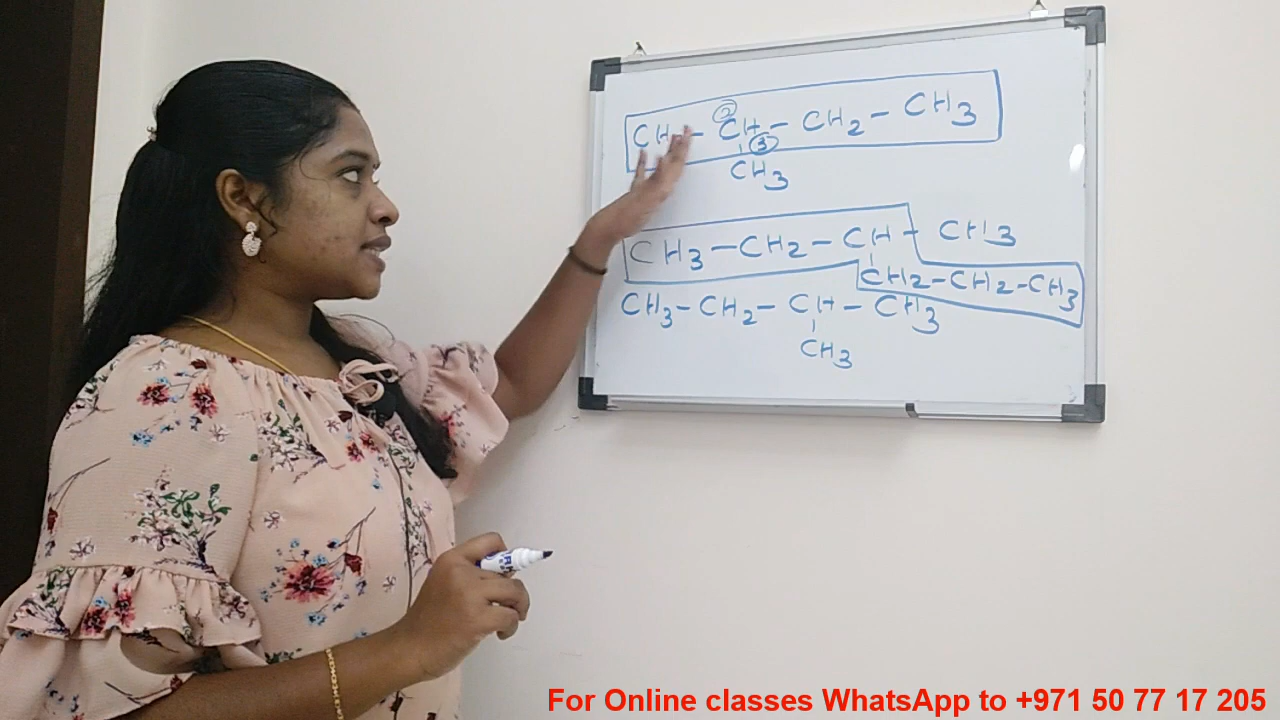 CH - CH - CH2 - CH3
② ③
CH3
CH3 - CH2 - CH - CH3
CH2 - CH2 - CH3
CH3 - CH2 - CH - CH3
CH3
For Online classes WhatsApp to +971 50 77 17 205